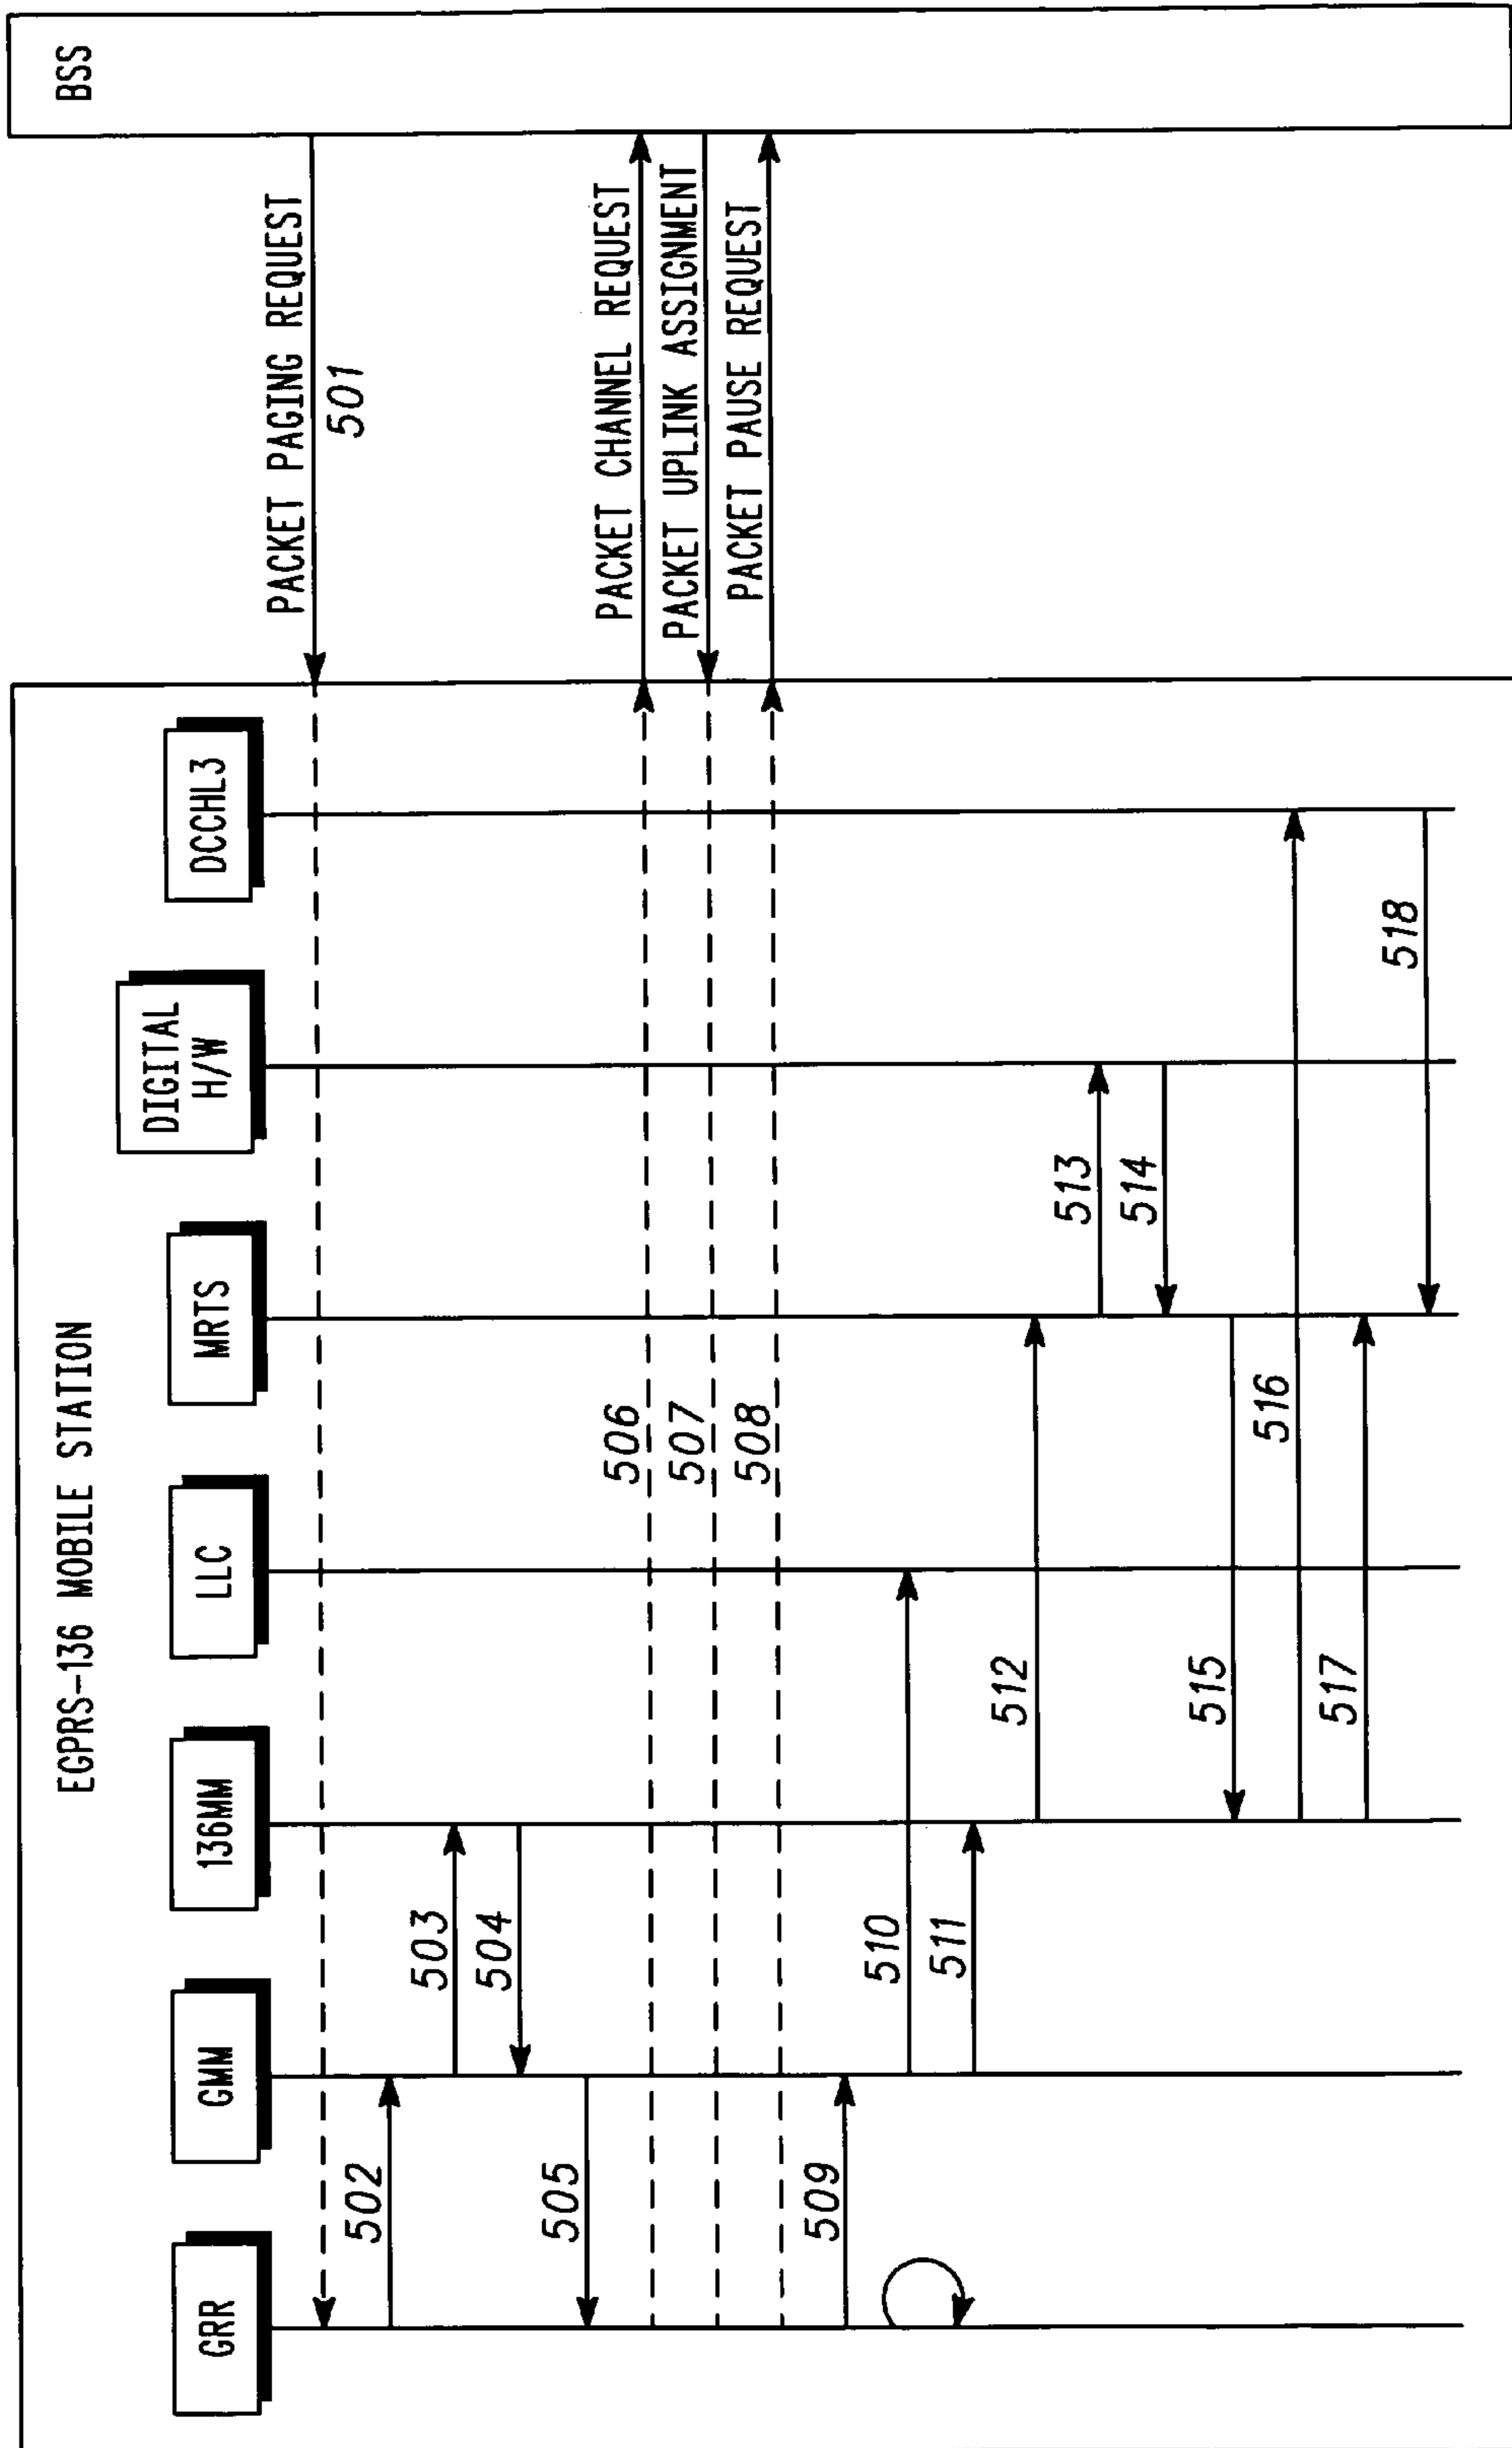 EGPRS-136 MOBILE STATION
BSS
GRR
GMM
136MM
LLC
MRTS
DIGITAL
H/W
DCCHL3
PACKET PAGING REQUEST
501
502
503
504
505
506
PACKET CHANNEL REQUEST
507
PACKET UPLINK ASSIGNMENT
508
PACKET PAUSE REQUEST
509
510
511
512
513
514
515
516
517
518